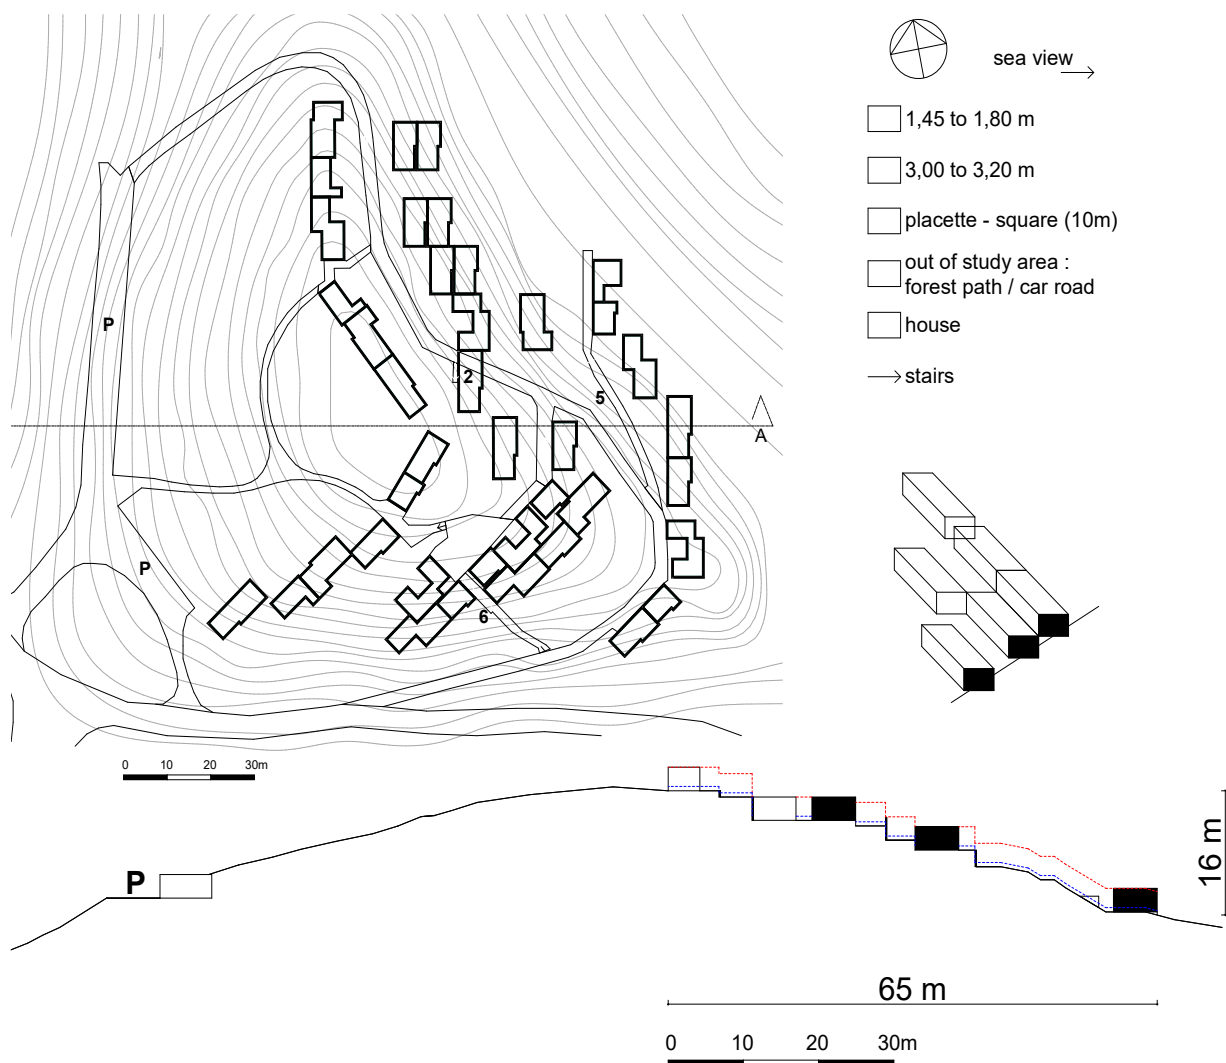 sea view
1,45 to 1,80 m
3,00 to 3,20 m
placette - square (10m)
out of study area :
forest path / car road
house
stairs
P
2
5
A
P
6
0 10 20 30m
P
16 m
65 m
0 10 20 30m